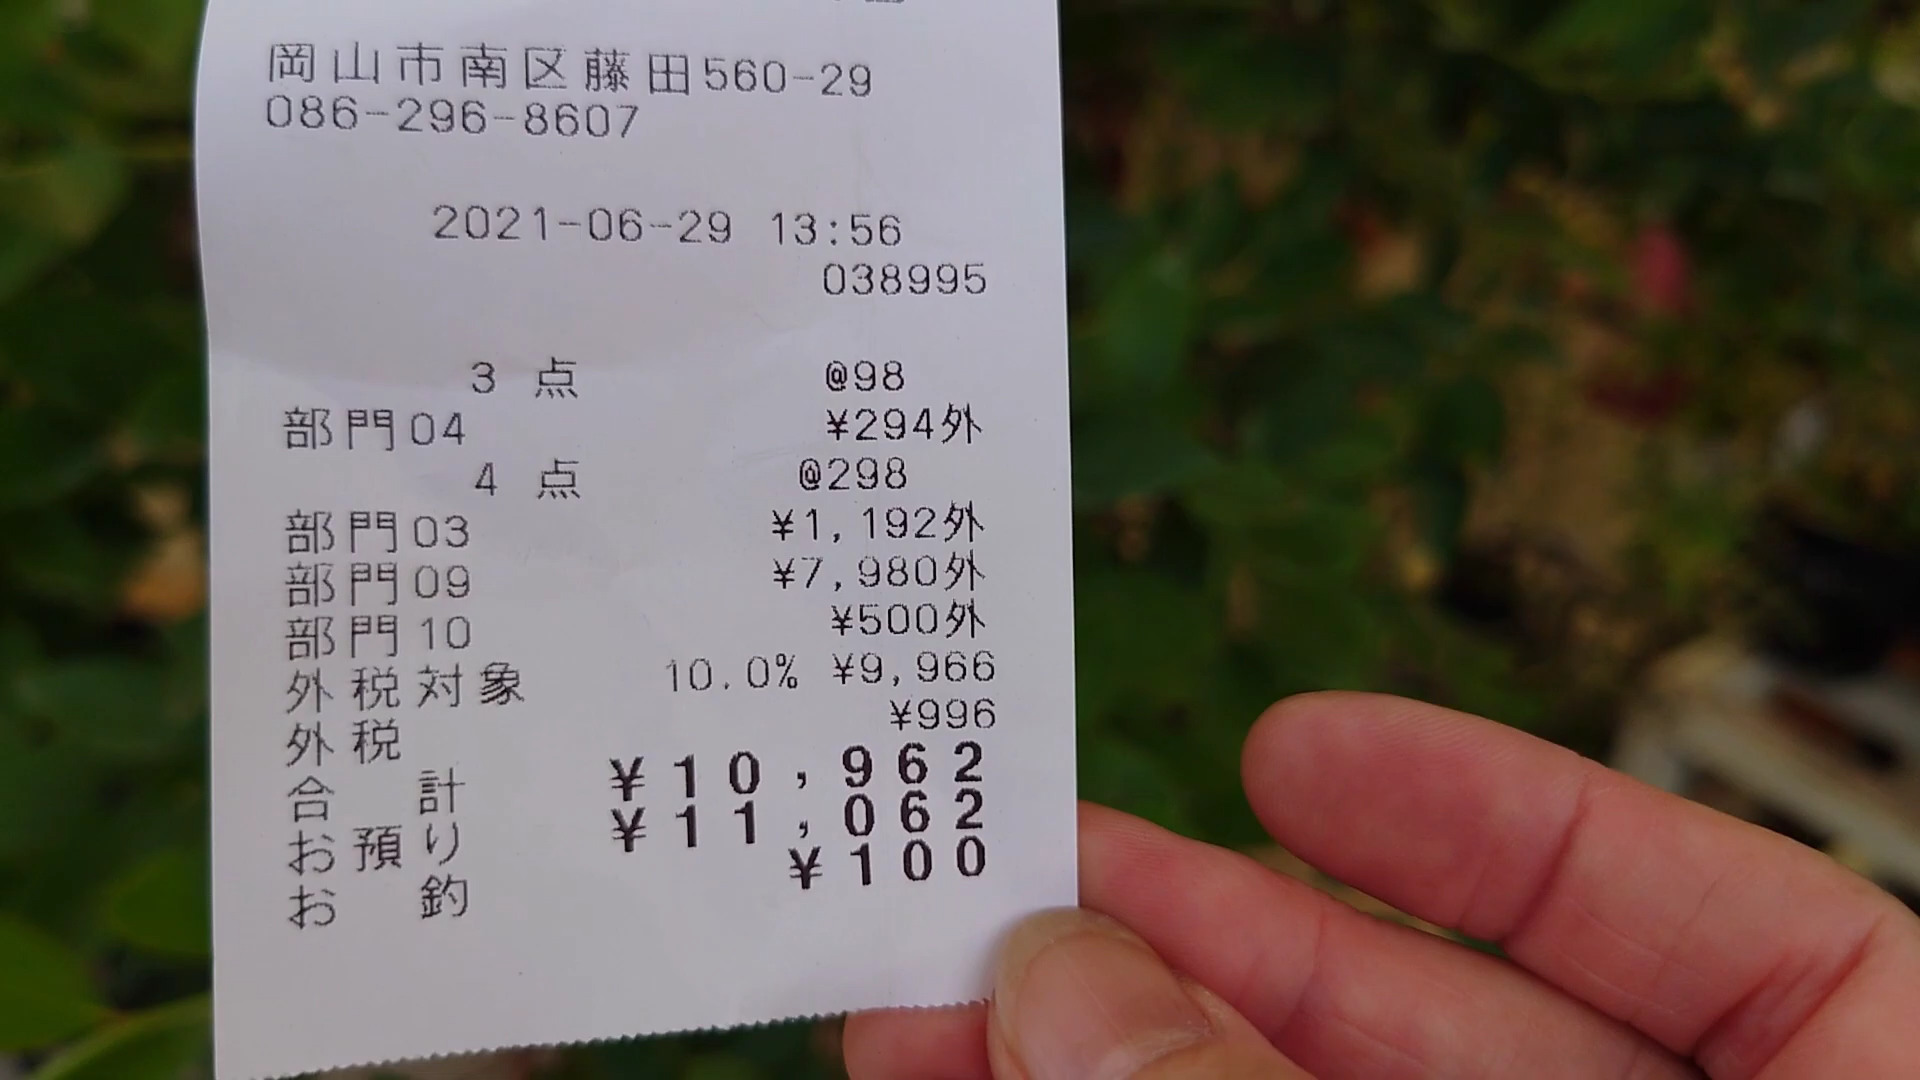 岡山市南区藤田560-29
086-296-8607
2021-06-29 13:56
038995
3 点 @98
部門04 ¥294外
4 点 @298
部門03 ¥1,192外
部門09 ¥7,980外
部門10 ¥500外
外税対象 10.0% ¥9,966
外税 ¥996
合計 ¥10,962
お預り ¥11,062
お釣 ¥100